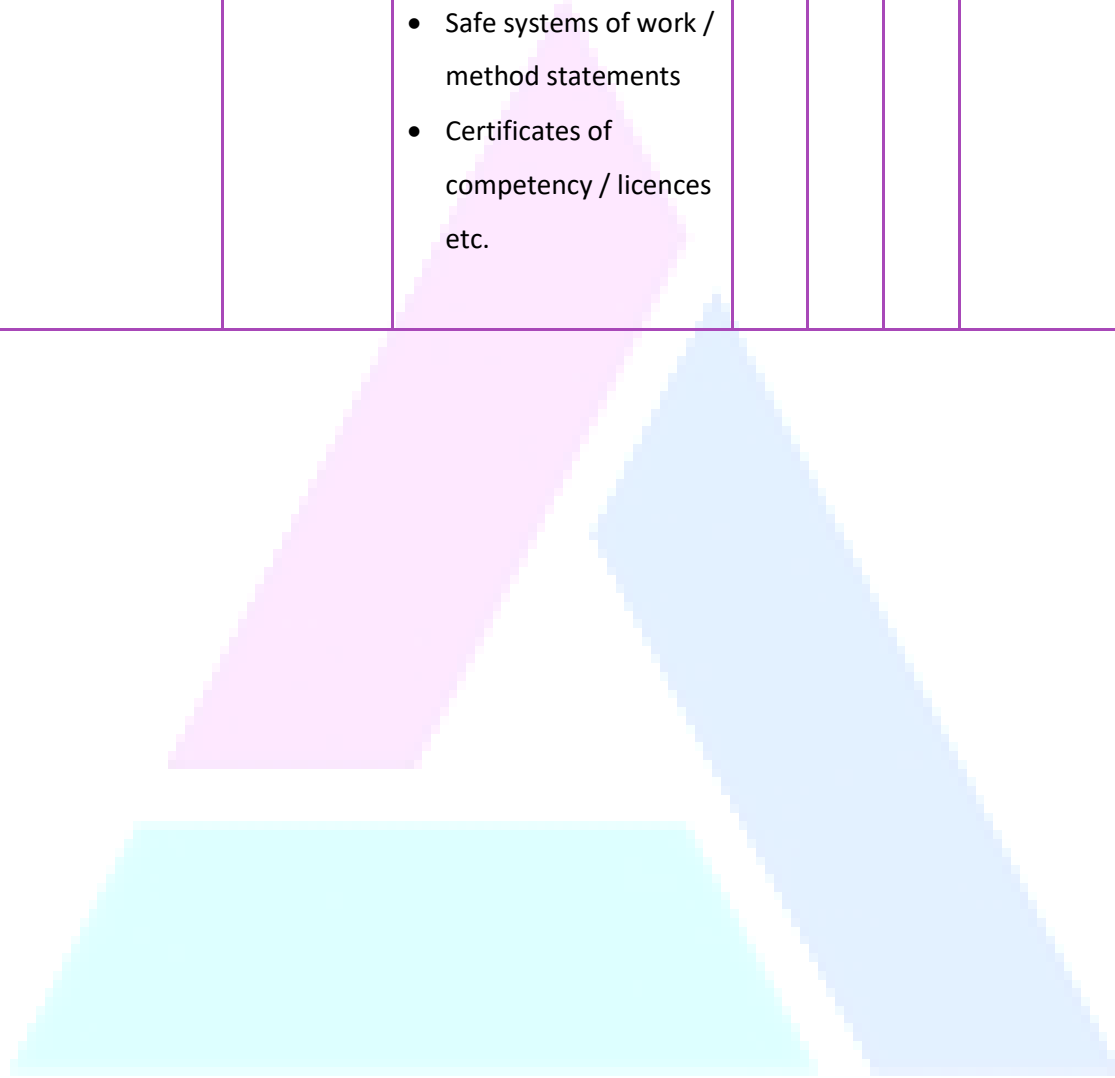 • Safe systems of work /
method statements
• Certificates of
competency / licences
etc.